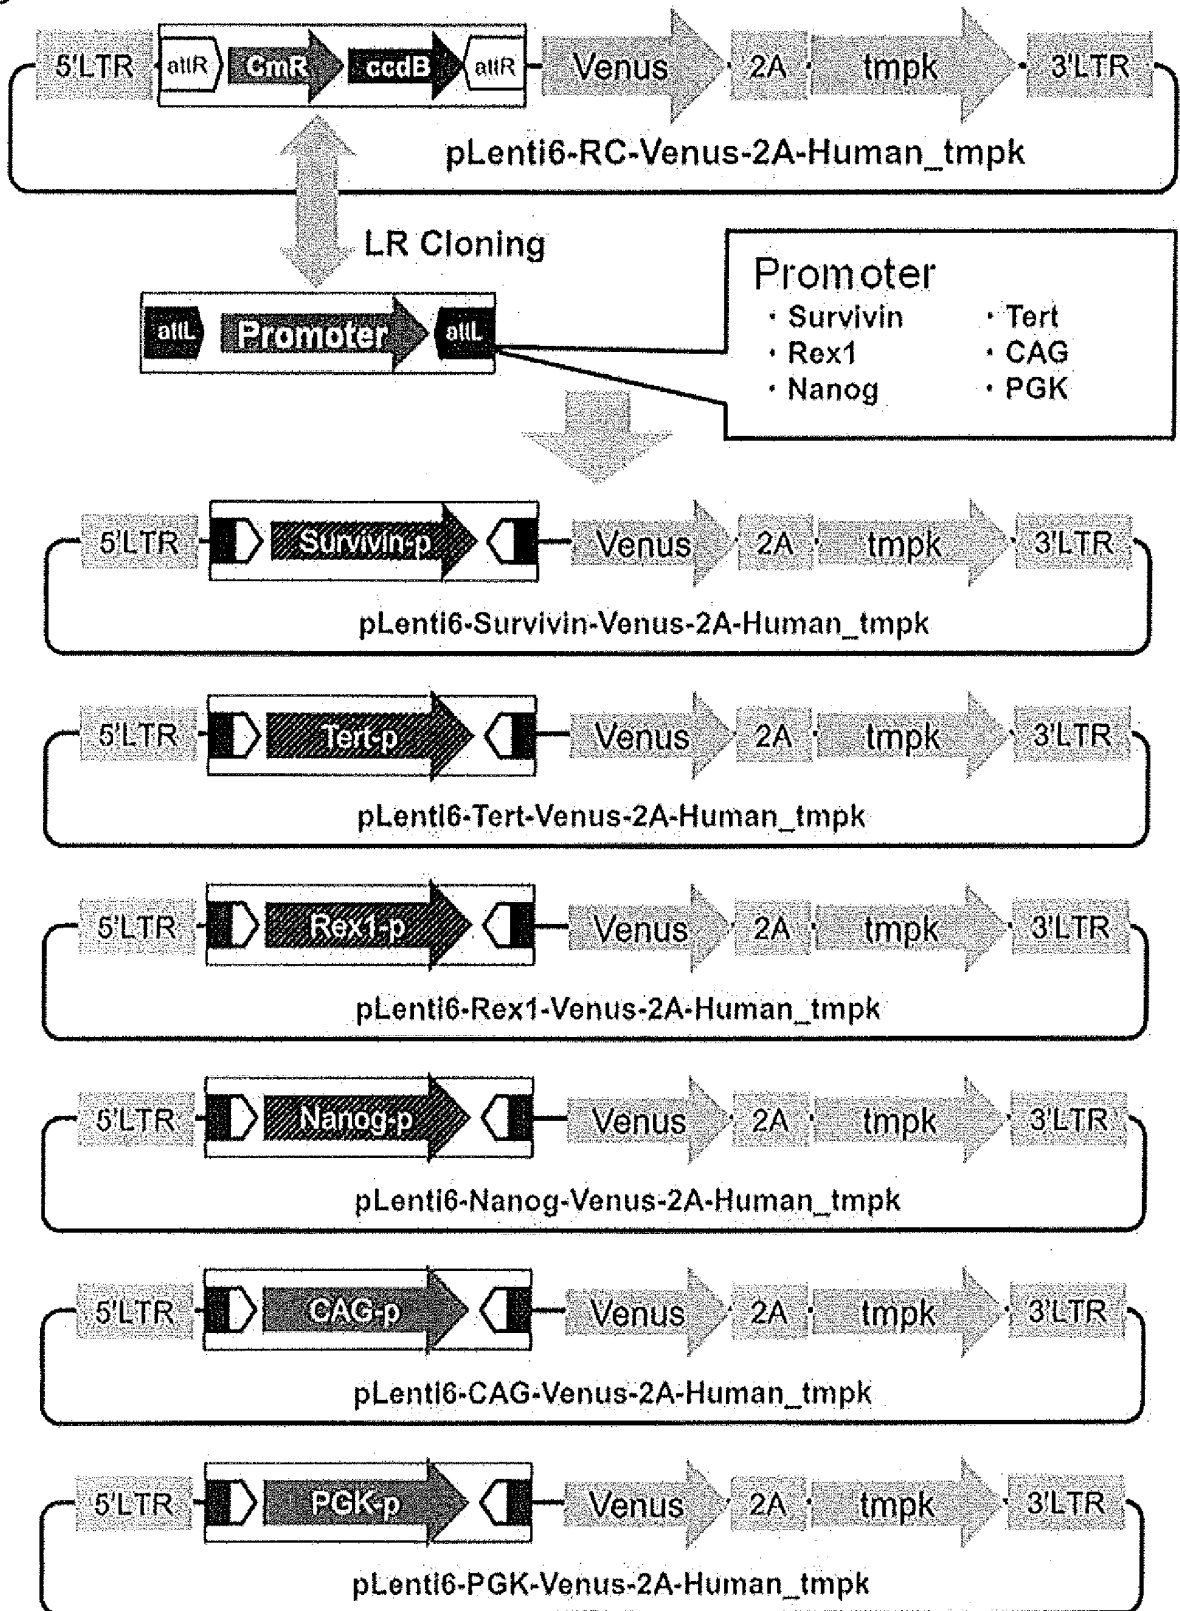 5'LTR attR CmR ccdB attR Venus 2A tmpk 3'LTR
pLenti6-RC-Venus-2A-Human_tmpk
LR Cloning
attL Promoter attL
Promoter
・Survivin ・Tert
・Rex1 ・CAG
・Nanog ・PGK
5'LTR Survivin-p Venus 2A tmpk 3'LTR
pLenti6-Survivin-Venus-2A-Human_tmpk
5'LTR Tert-p Venus 2A tmpk 3'LTR
pLenti6-Tert-Venus-2A-Human_tmpk
5'LTR Rex1-p Venus 2A tmpk 3'LTR
pLenti6-Rex1-Venus-2A-Human_tmpk
5'LTR Nanog-p Venus 2A tmpk 3'LTR
pLenti6-Nanog-Venus-2A-Human_tmpk
5'LTR CAG-p Venus 2A tmpk 3'LTR
pLenti6-CAG-Venus-2A-Human_tmpk
5'LTR PGK-p Venus 2A tmpk 3'LTR
pLenti6-PGK-Venus-2A-Human_tmpk